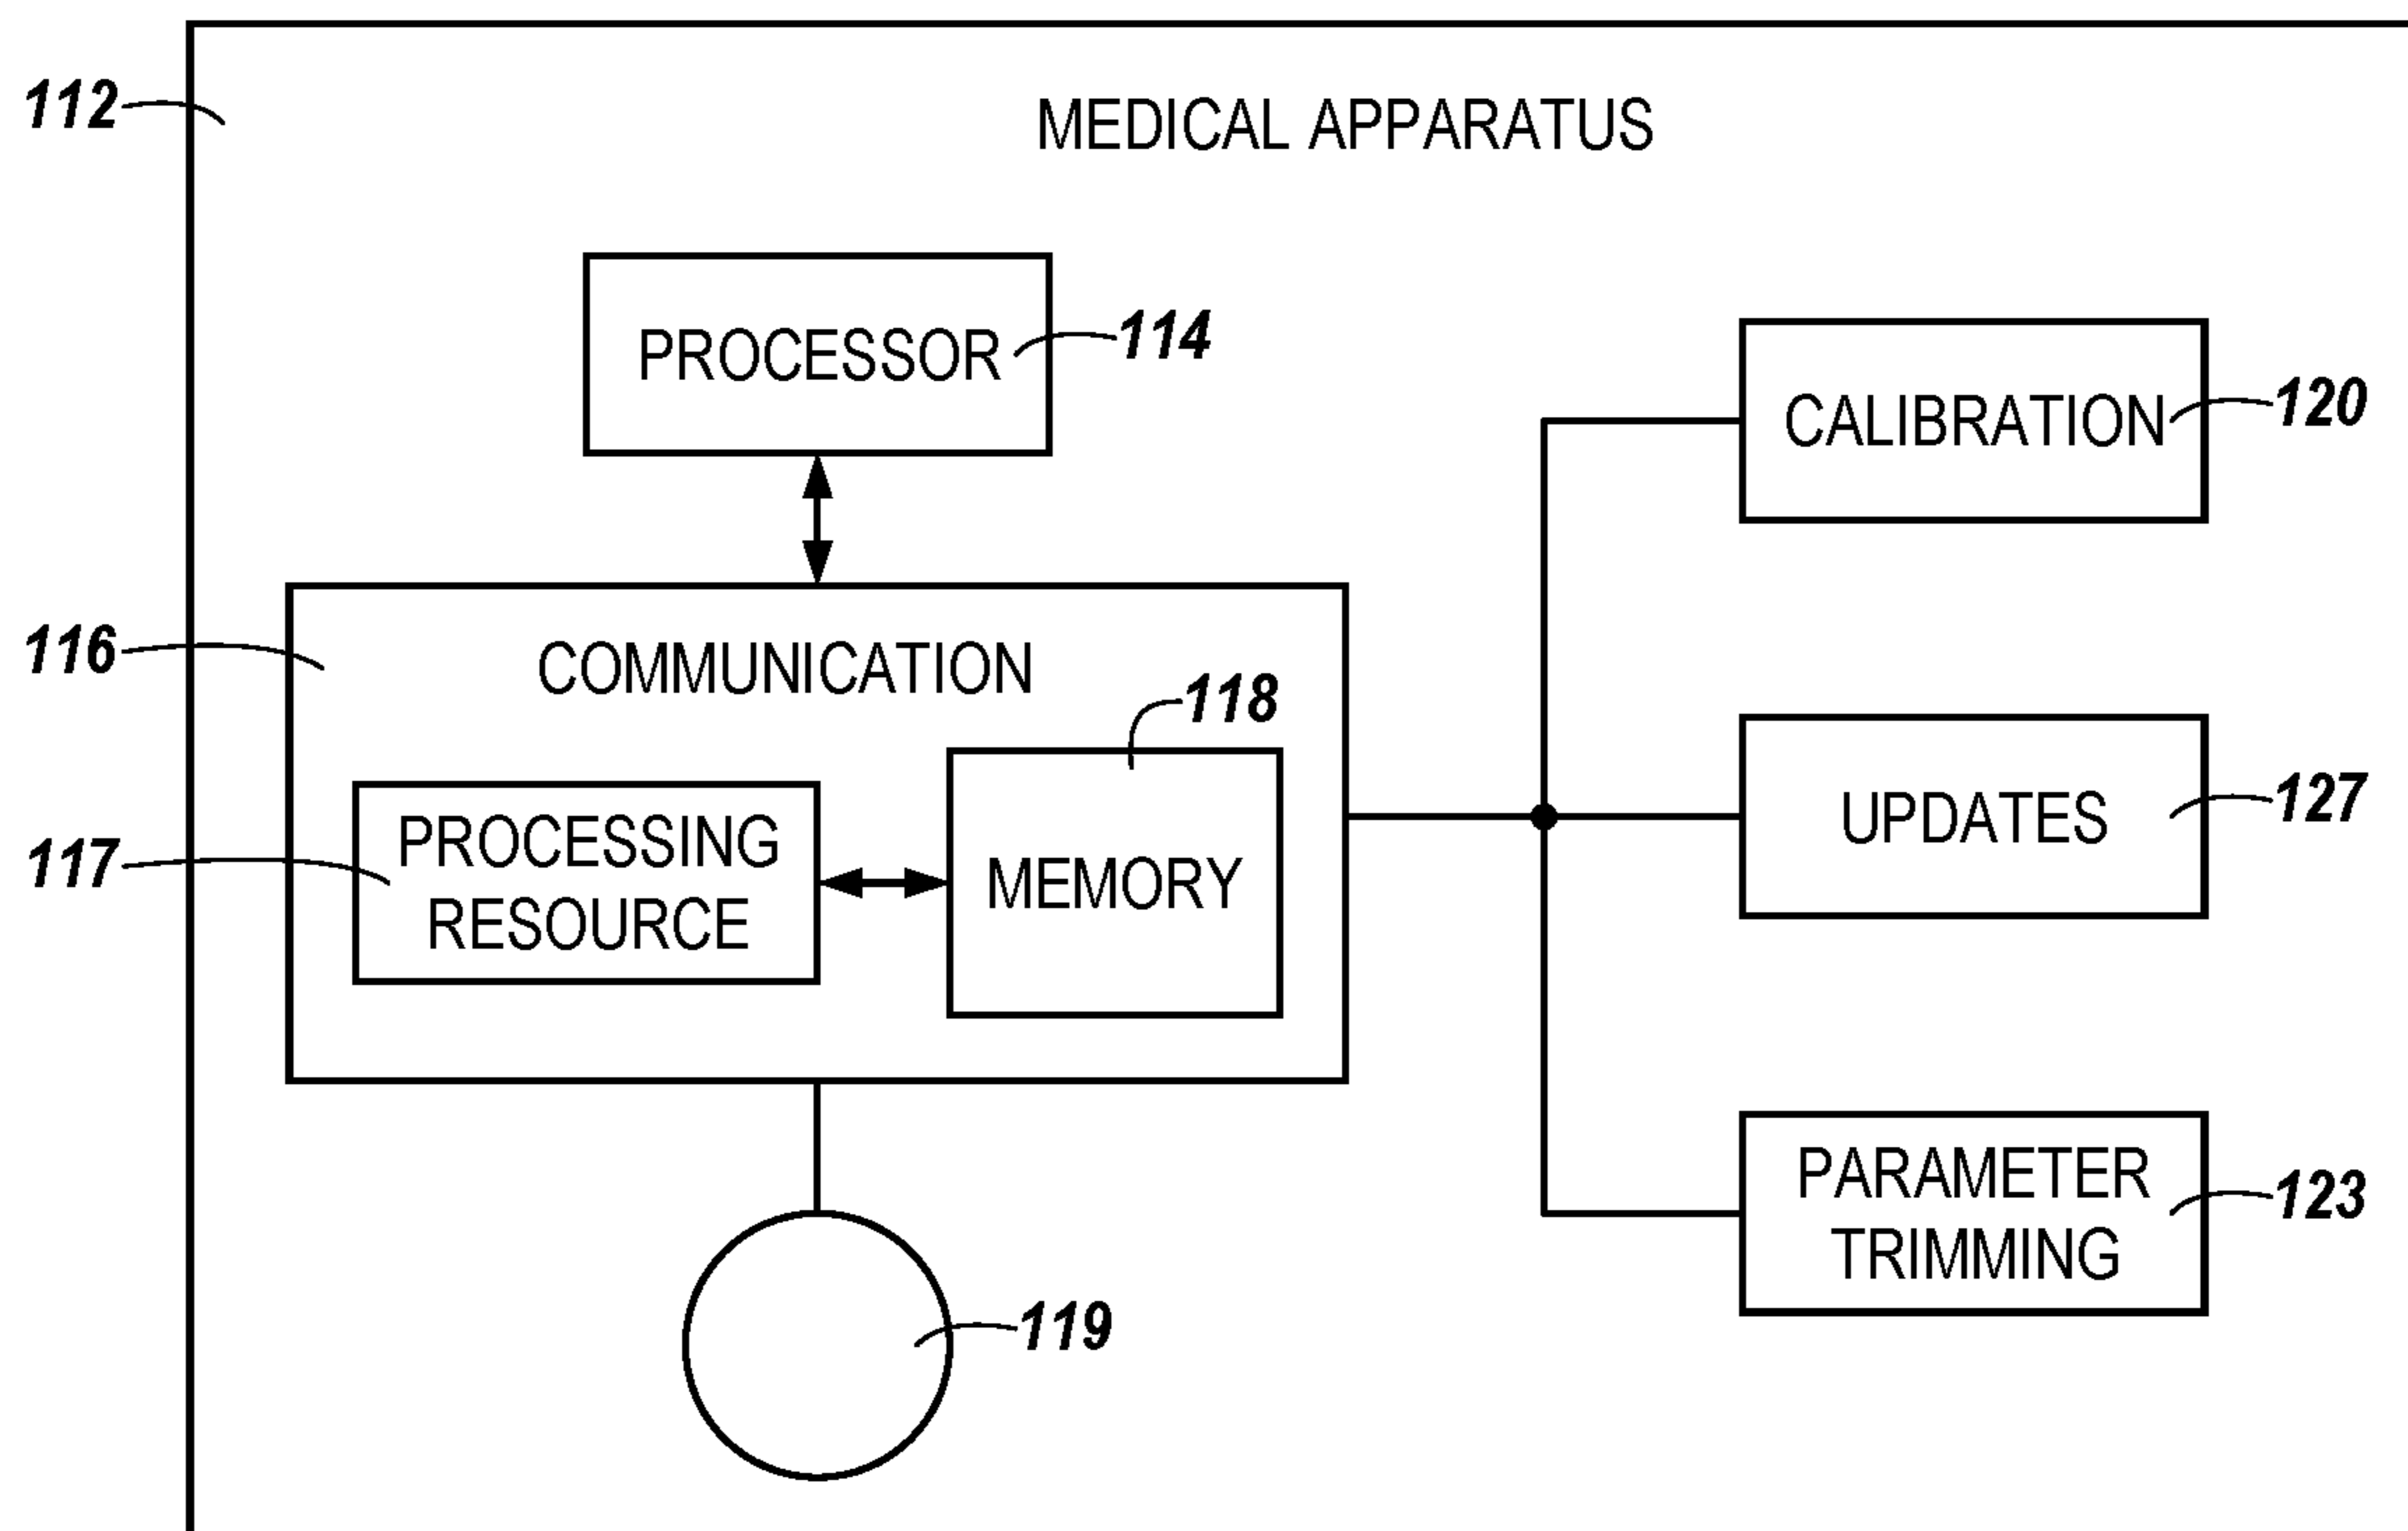 112
MEDICAL APPARATUS
PROCESSOR
114
CALIBRATION
120
116
COMMUNICATION
118
117
PROCESSING
RESOURCE
MEMORY
UPDATES
127
PARAMETER
TRIMMING
123
119